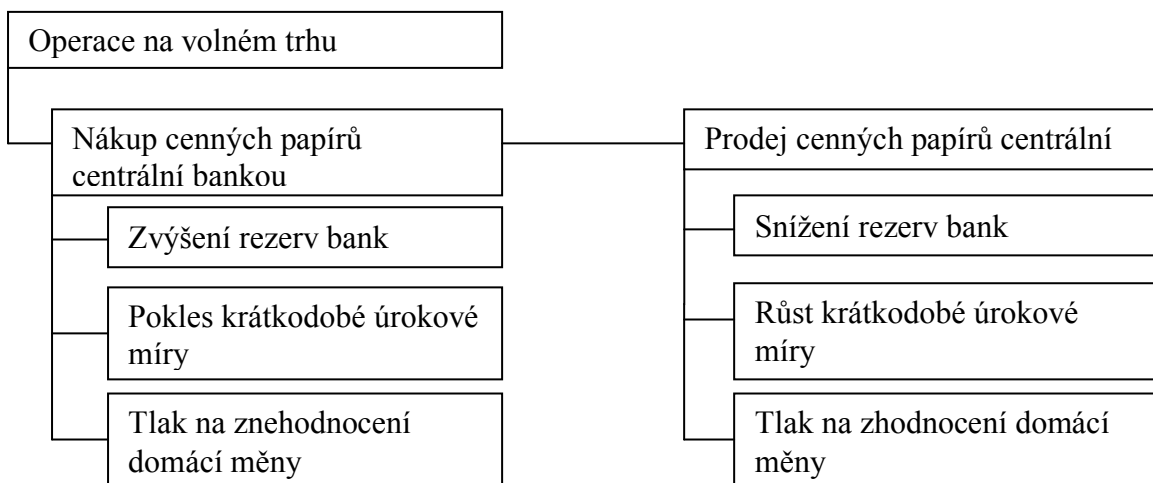 Operace na volném trhu
Nákup cenných papírů
centrální bankou
Zvýšení rezerv bank
Pokles krátkodobé úrokové
míry
Tlak na znehodnocení
domácí měny
Prodej cenných papírů centrální
Snížení rezerv bank
Růst krátkodobé úrokové
míry
Tlak na zhodnocení domácí
měny